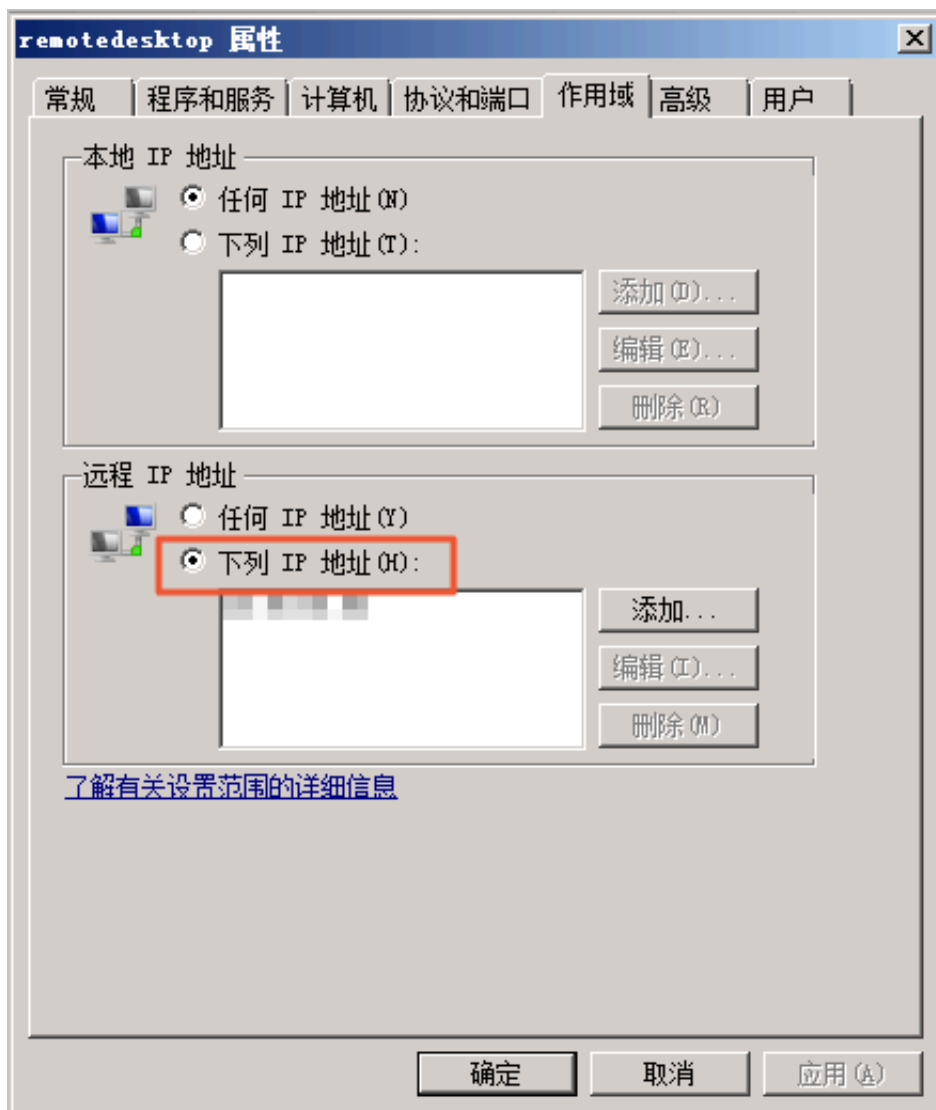 remotedesktop 属性
常规 程序和服务 计算机 协议和端口 作用域 高级 用户
本地 IP 地址
任何 IP 地址(N)
下列 IP 地址(T):
添加(D)...
编辑(E)...
删除(R)
远程 IP 地址
任何 IP 地址(Y)
下列 IP 地址(H):
添加...
编辑(I)...
删除(M)
了解有关设置范围的详细信息
确定 取消 应用(A)